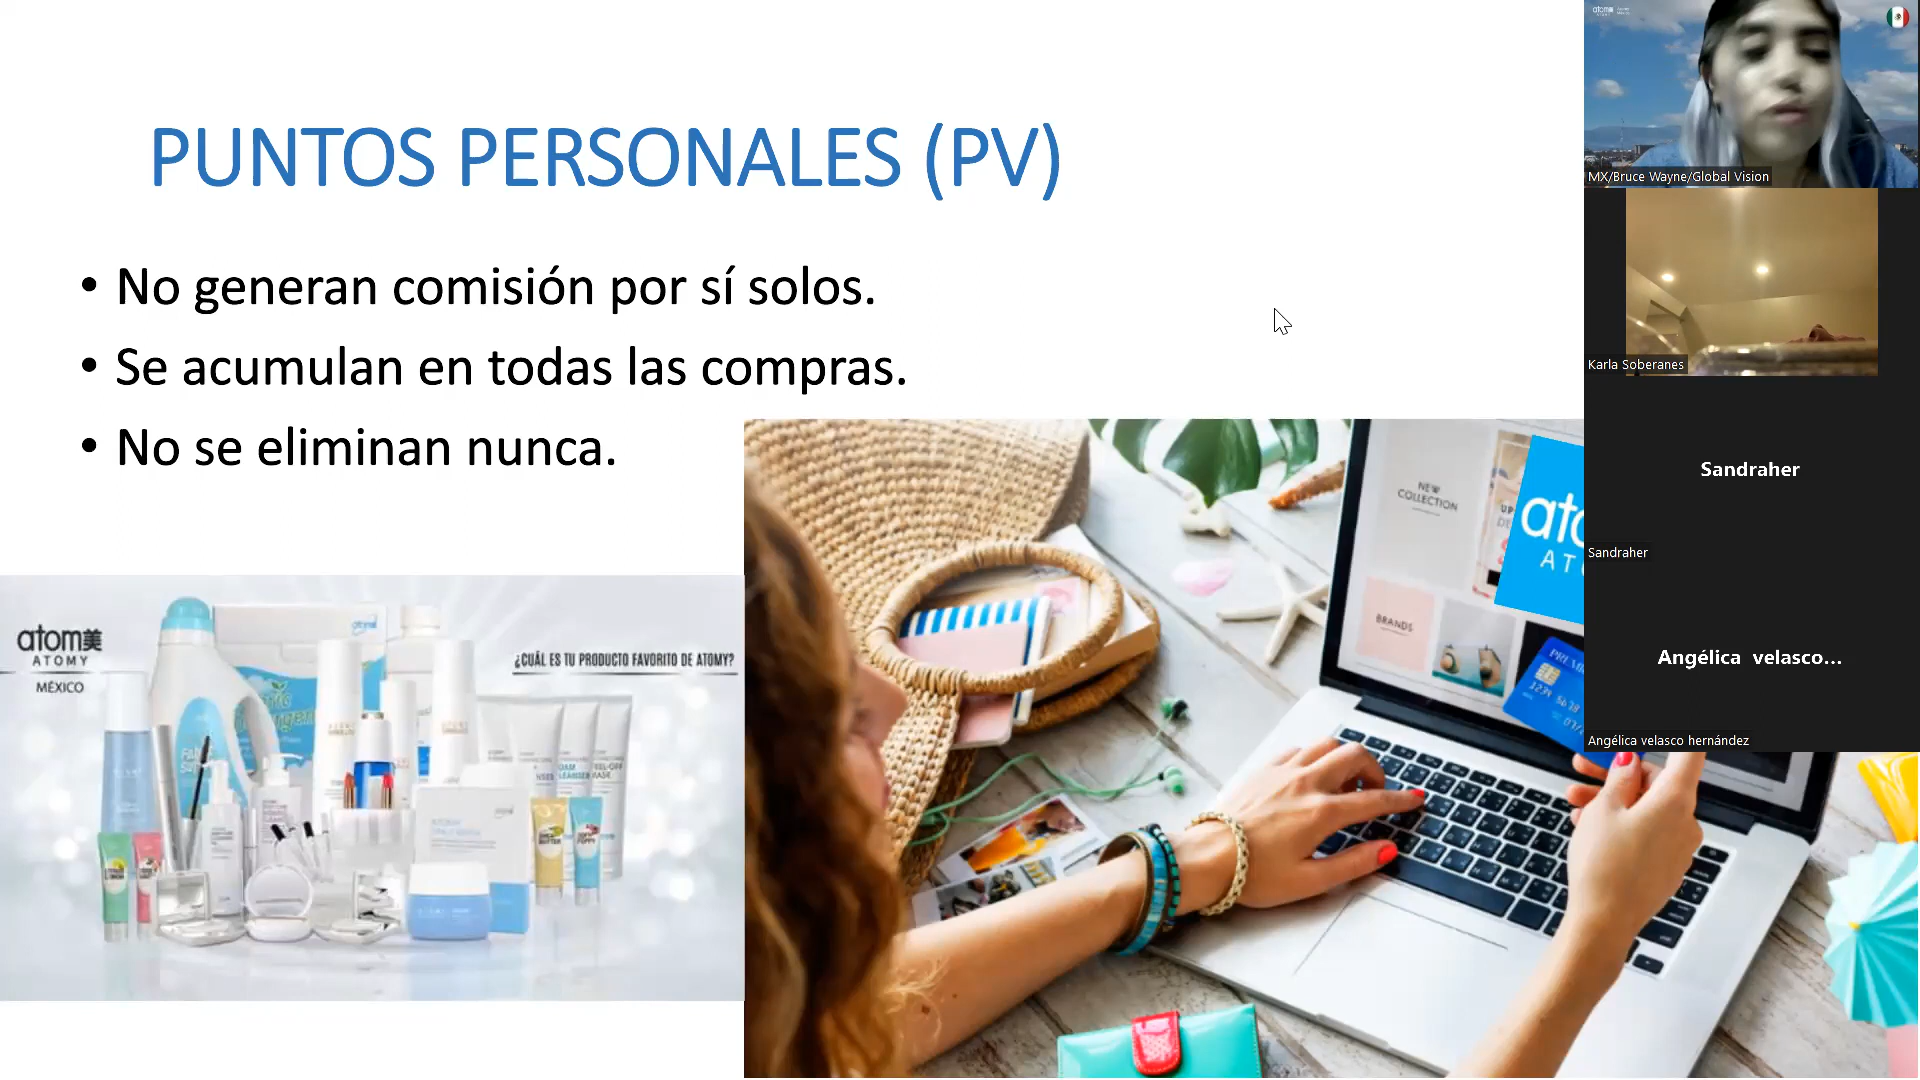 PUNTOS PERSONALES (PV)
• No generan comisión por sí solos.
• Se acumulan en todas las compras.
• No se eliminan nunca.
atom美
ATOMY
MÉXICO
¿CUÁL ES TU PRODUCTO FAVORITO DE ATOMY?
NEW
COLLECTION
BRANDS
MX/Bruce Wayne/Global Vision
Karla Soberanes
Sandraher
Sandraher
Angélica velasco...
Angélica velasco hernández